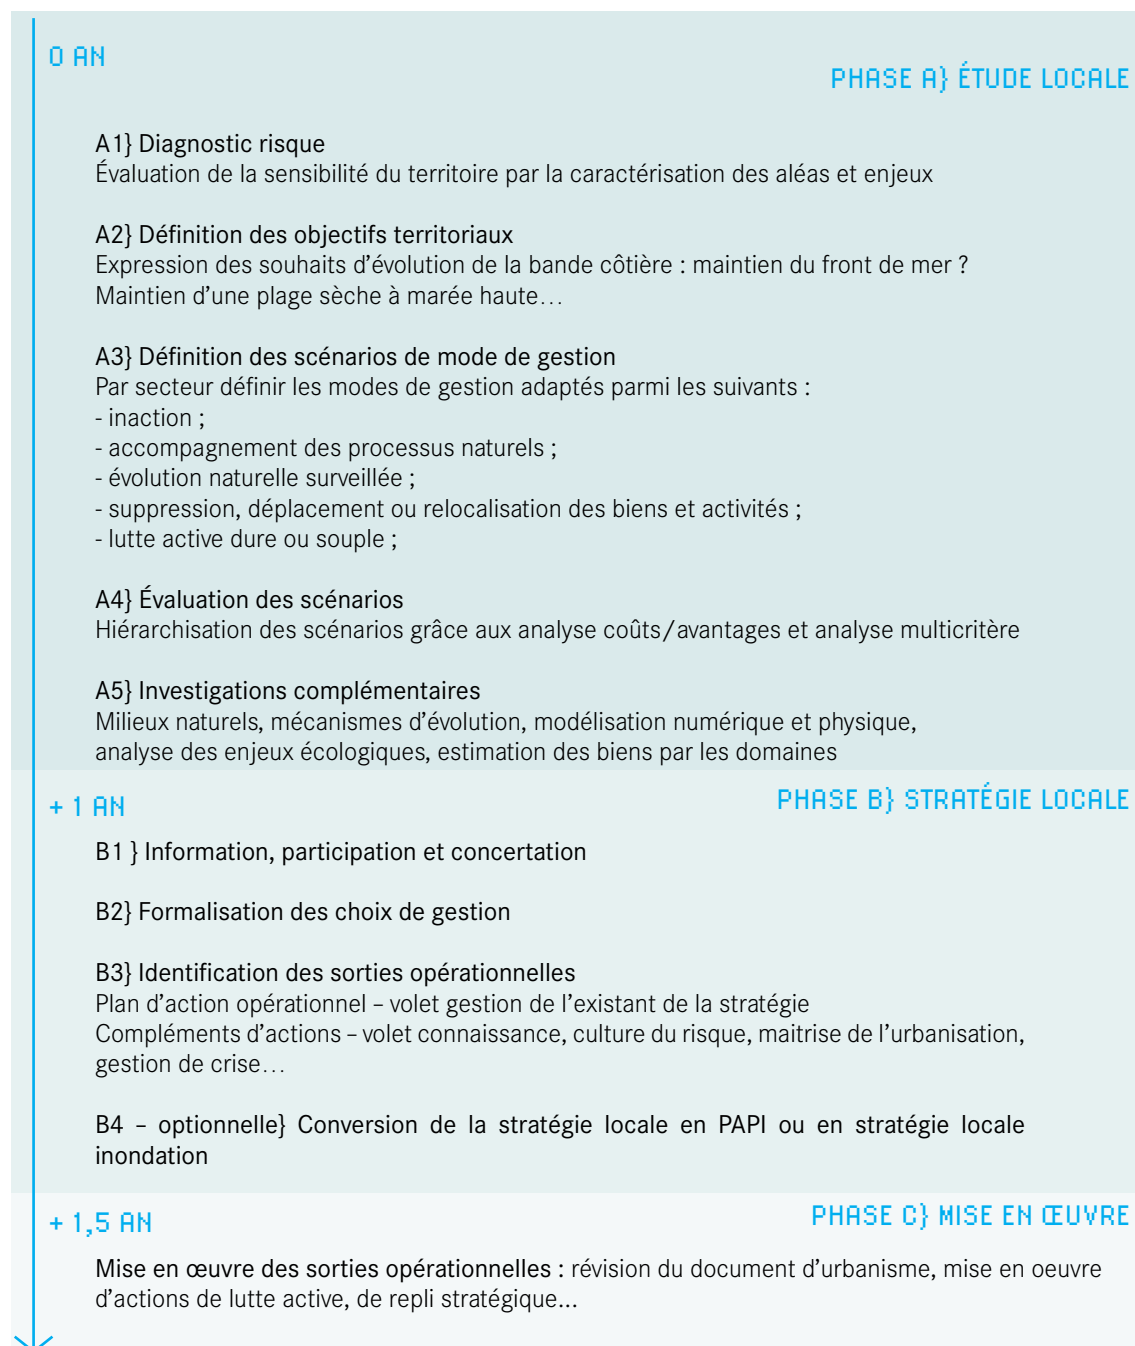 0 AN
PHASE A} ÉTUDE LOCALE
A1} Diagnostic risque
Évaluation de la sensibilité du territoire par la caractérisation des aléas et enjeux
A2} Définition des objectifs territoriaux
Expression des souhaits d’évolution de la bande côtière : maintien du front de mer ?
Maintien d’une plage sèche à marée haute…
A3} Définition des scénarios de mode de gestion
Par secteur définir les modes de gestion adaptés parmi les suivants :
- inaction ;
- accompagnement des processus naturels ;
- évolution naturelle surveillée ;
- suppression, déplacement ou relocalisation des biens et activités ;
- lutte active dure ou souple ;
A4} Évaluation des scénarios
Hiérarchisation des scénarios grâce aux analyse coûts/avantages et analyse multicritère
A5} Investigations complémentaires
Milieux naturels, mécanismes d’évolution, modélisation numérique et physique,
analyse des enjeux écologiques, estimation des biens par les domaines
+ 1 AN
PHASE B} STRATÉGIE LOCALE
B1 } Information, participation et concertation
B2} Formalisation des choix de gestion
B3} Identification des sorties opérationnelles
Plan d’action opérationnel – volet gestion de l’existant de la stratégie
Compléments d’actions – volet connaissance, culture du risque, maitrise de l’urbanisation,
gestion de crise…
B4 – optionnelle} Conversion de la stratégie locale en PAPI ou en stratégie locale
inondation
+ 1,5 AN
PHASE C} MISE EN ŒUVRE
Mise en œuvre des sorties opérationnelles : révision du document d’urbanisme, mise en oeuvre
d’actions de lutte active, de repli stratégique...